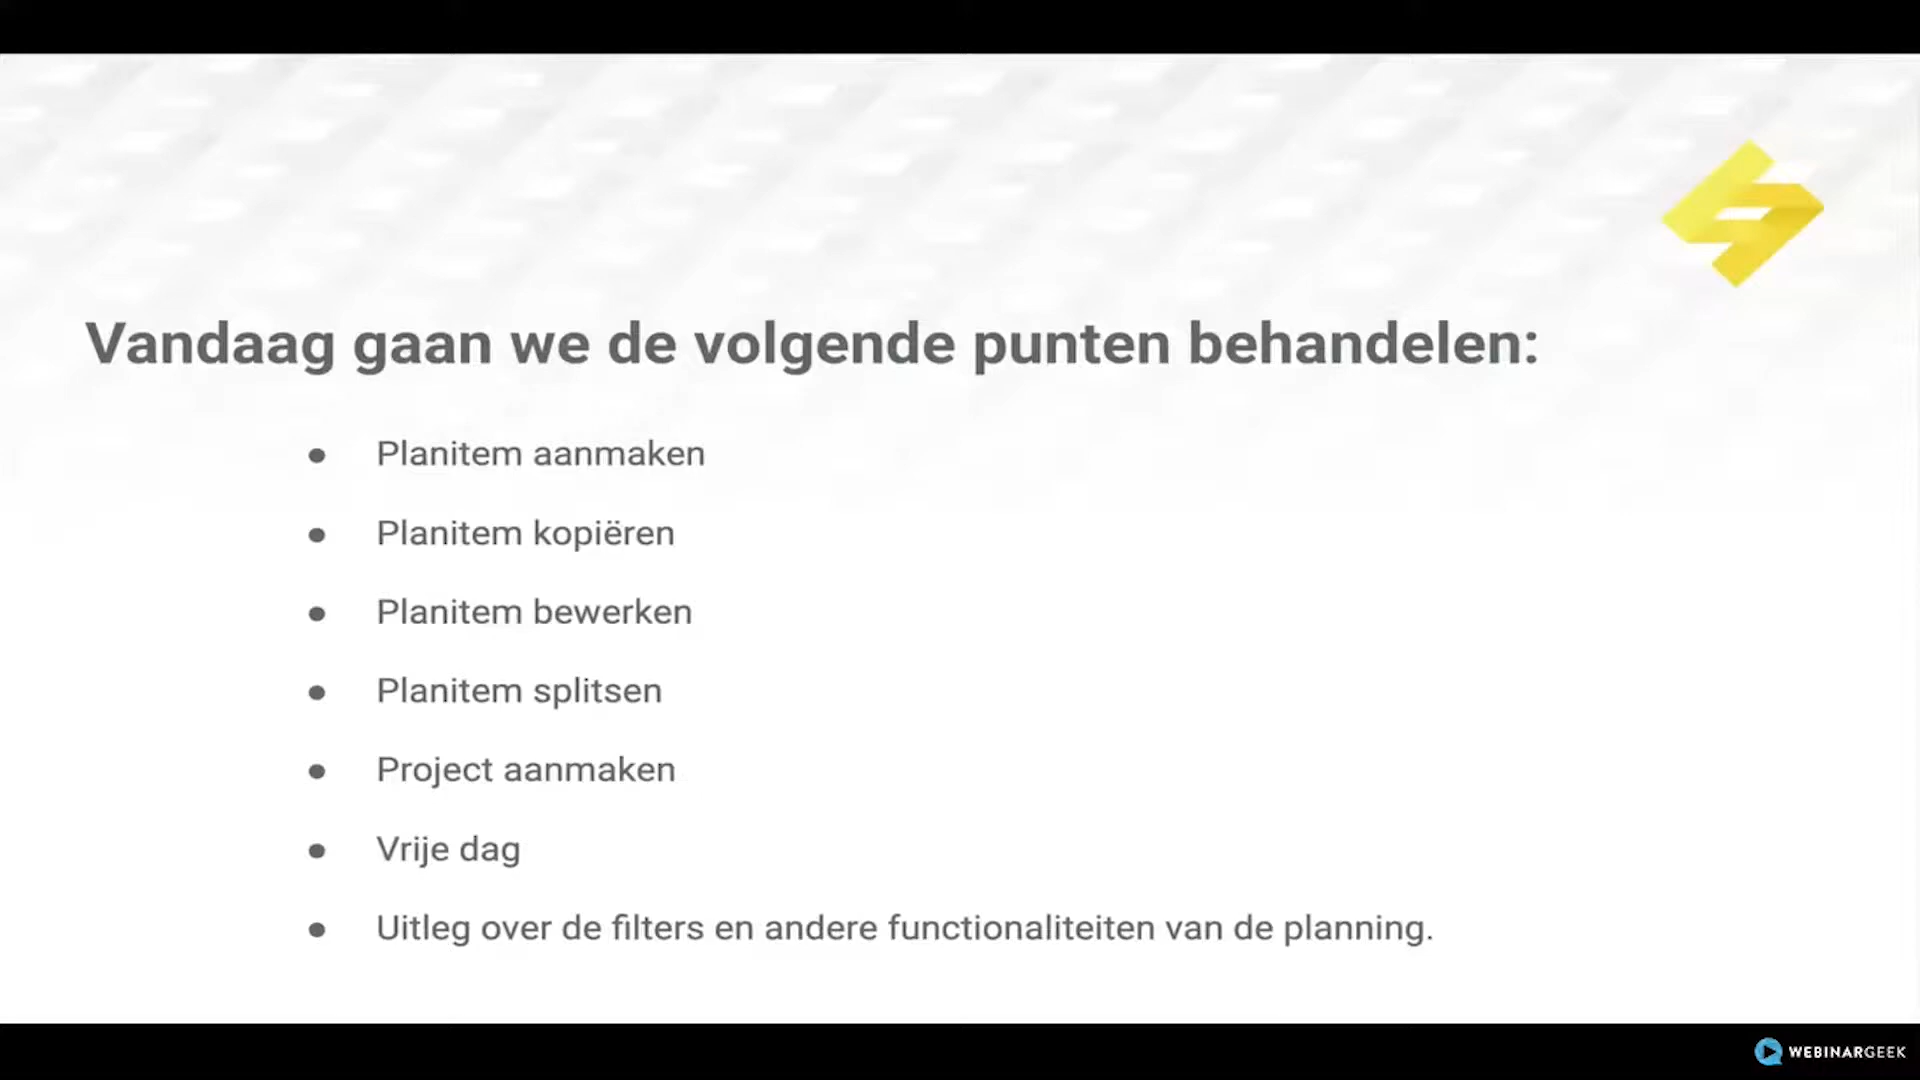 Vandaag gaan we de volgende punten behandelen:
● Planitem aanmaken
● Planitem kopiëren
● Planitem bewerken
● Planitem splitsen
● Project aanmaken
● Vrije dag
● Uitleg over de filters en andere functionaliteiten van de planning.
WEBINARGEEK